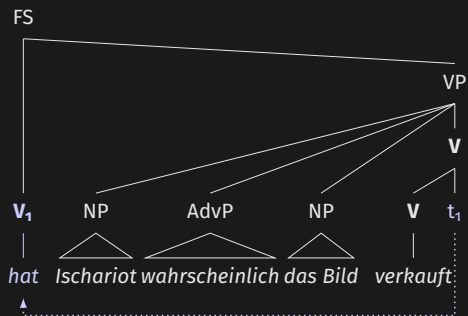 FS
VP
V
V₁ NP AdvP NP V t₁
hat Ischariot wahrscheinlich das Bild verkauft